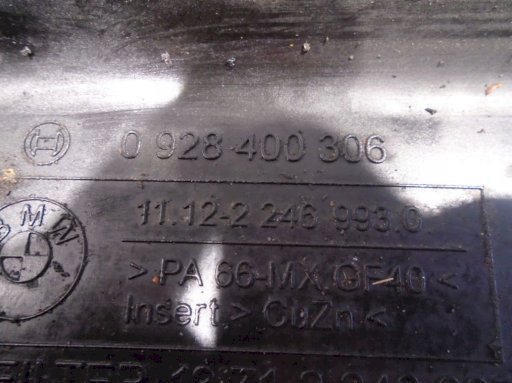 0 928 400 306
BMW
11.12-2 246 993.0
> PA 66-MX GF40 <
Insert > CuZn <